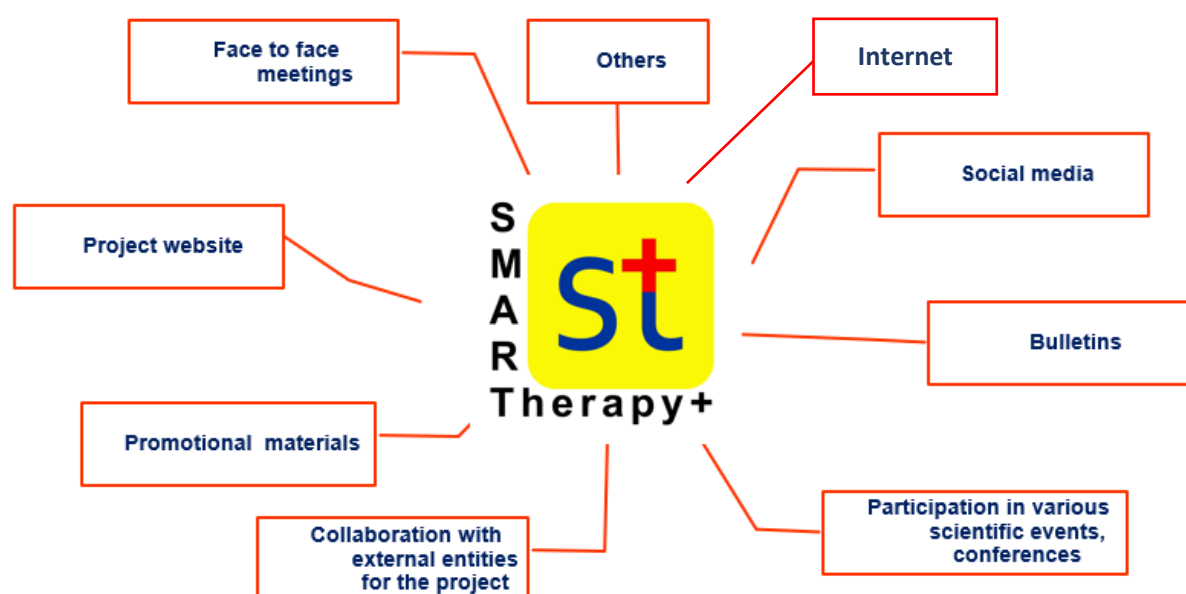 Face to face
meetings
Others
Internet
Social media
Project website
SMART
st
Therapy+
Bulletins
Promotional  materials
Collaboration with
external entities
for the project
Participation in various
scientific events,
conferences